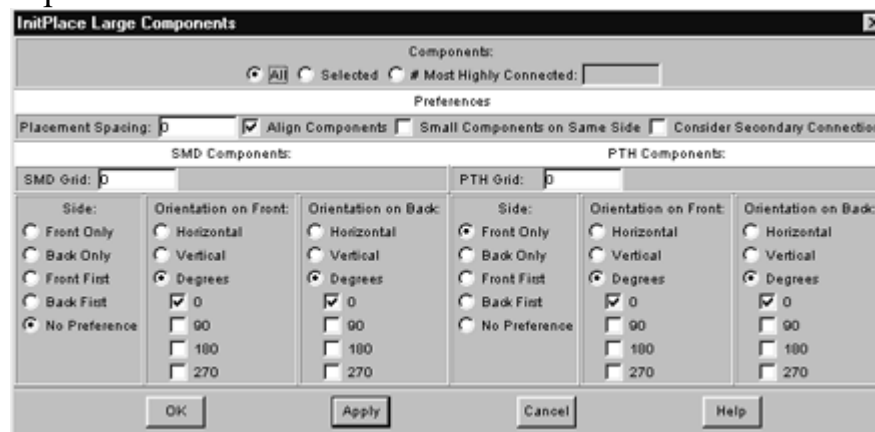 InitPlace Large Components
Components:
All Selected # Most Highly Connected:
Preferences
Placement Spacing: 0 Align Components Small Components on Same Side Consider Secondary Connection
SMD Components: PTH Components:
SMD Grid: 0 PTH Grid: 0
Side: Orientation on Front: Orientation on Back: Side: Orientation on Front: Orientation on Back:
Front Only Horizontal Horizontal Front Only Horizontal Horizontal
Back Only Vertical Vertical Back Only Vertical Vertical
Front First Degrees Degrees Front First Degrees Degrees
Back First 0 0 Back First 0 0
No Preference 90 90 No Preference 90 90
180 180 180 180
270 270 270 270
OK Apply Cancel Help